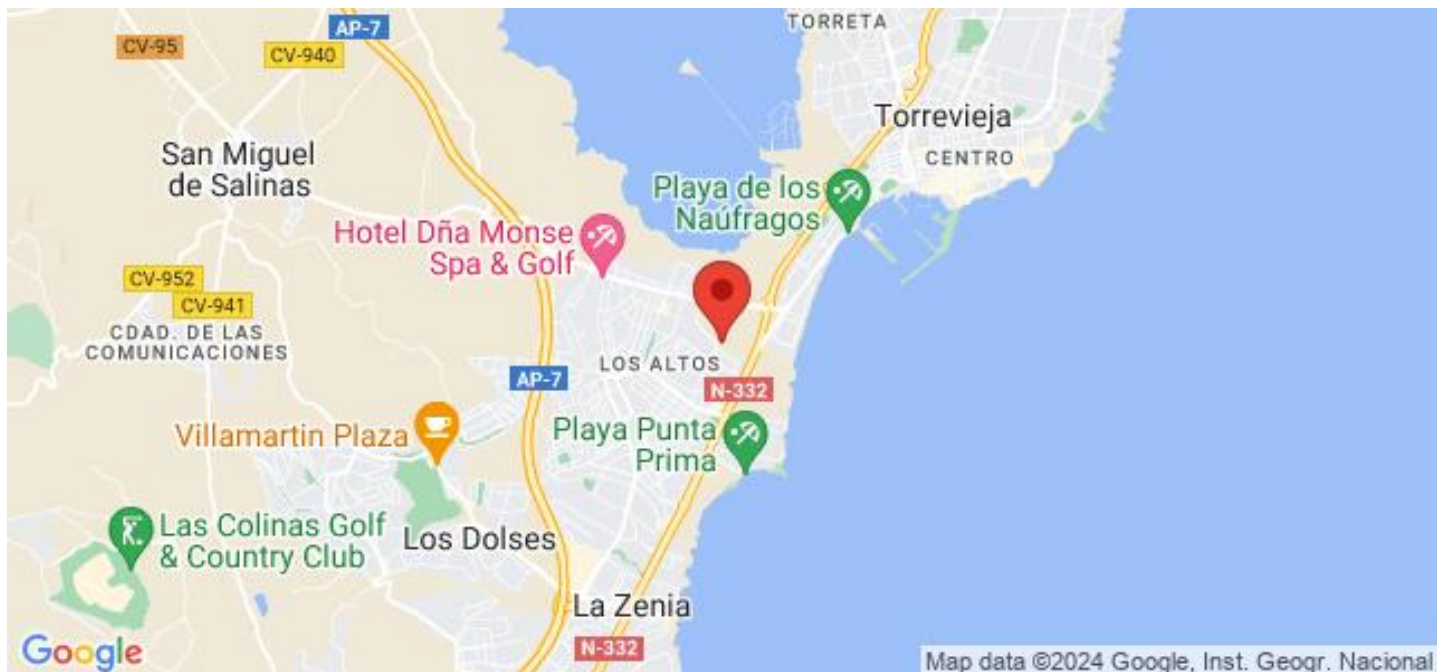 TORRETA
AP-7
CV-95
CV-940
Torrevieja
San Miguel
de Salinas
CENTRO
Playa de los
Naúfragos
Hotel Dña Monse
Spa & Golf
CV-952
CV-941
CDAD. DE LAS
COMUNICACIONES
LOS ALTOS
AP-7
N-332
Villamartin Plaza
Playa Punta
Prima
Las Colinas Golf
& Country Club
Los Dolses
La Zenia
N-332
Google
Map data ©2024 Google, Inst. Geogr. Nacional